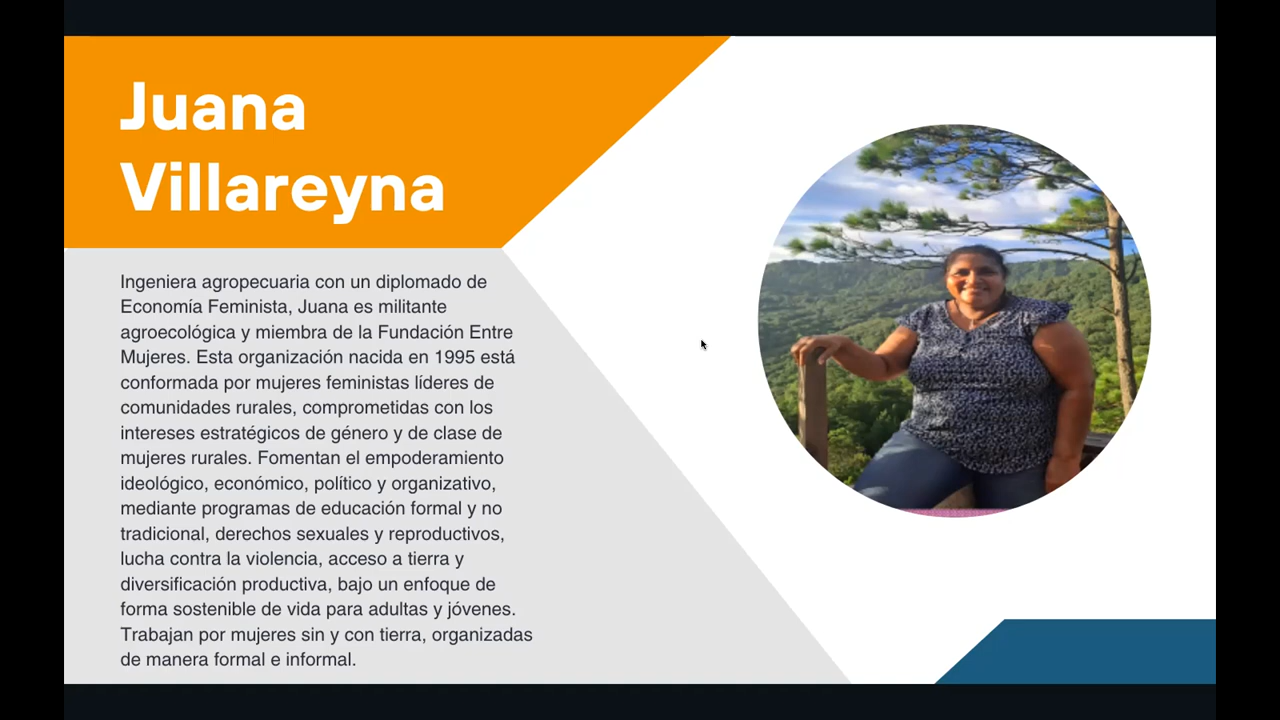 Juana
Villareyna
Ingeniera agropecuaria con un diplomado de
Economía Feminista, Juana es militante
agroecológica y miembra de la Fundación Entre
Mujeres. Esta organización nacida en 1995 está
conformada por mujeres feministas líderes de
comunidades rurales, comprometidas con los
intereses estratégicos de género y de clase de
mujeres rurales. Fomentan el empoderamiento
ideológico, económico, político y organizativo,
mediante programas de educación formal y no
tradicional, derechos sexuales y reproductivos,
lucha contra la violencia, acceso a tierra y
diversificación productiva, bajo un enfoque de
forma sostenible de vida para adultas y jóvenes.
Trabajan por mujeres sin y con tierra, organizadas
de manera formal e informal.